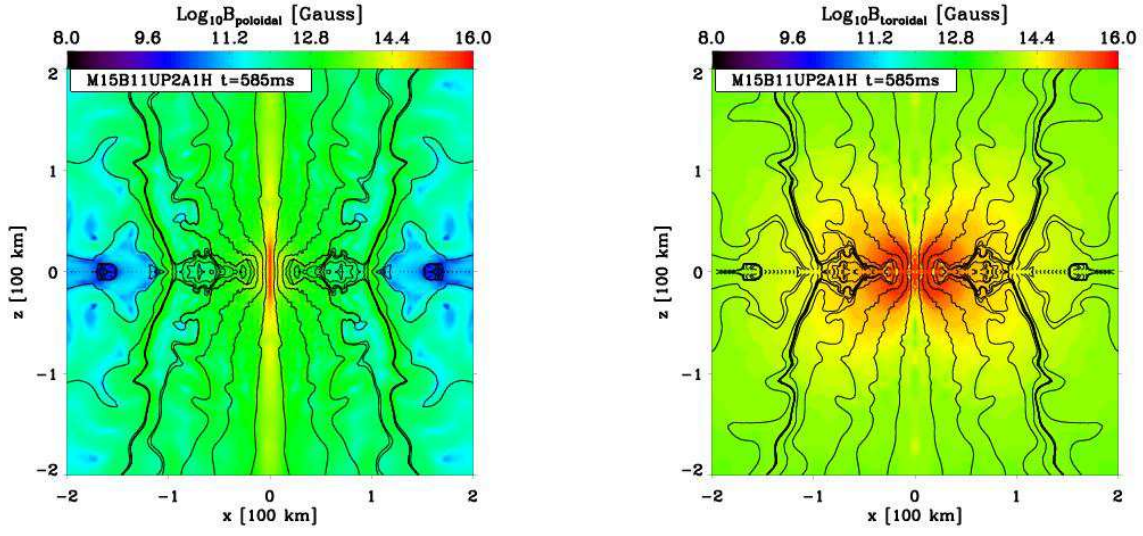 Log₁₀B_poloidal [Gauss]
8.0 9.6 11.2 12.8 14.4 16.0
M15B11UP2A1H t=585ms
2
1
0
-1
-2
z [100 km]
-2 -1 0 1 2
x [100 km]
Log₁₀B_toroidal [Gauss]
8.0 9.6 11.2 12.8 14.4 16.0
M15B11UP2A1H t=585ms
2
1
0
-1
-2
z [100 km]
-2 -1 0 1 2
x [100 km]